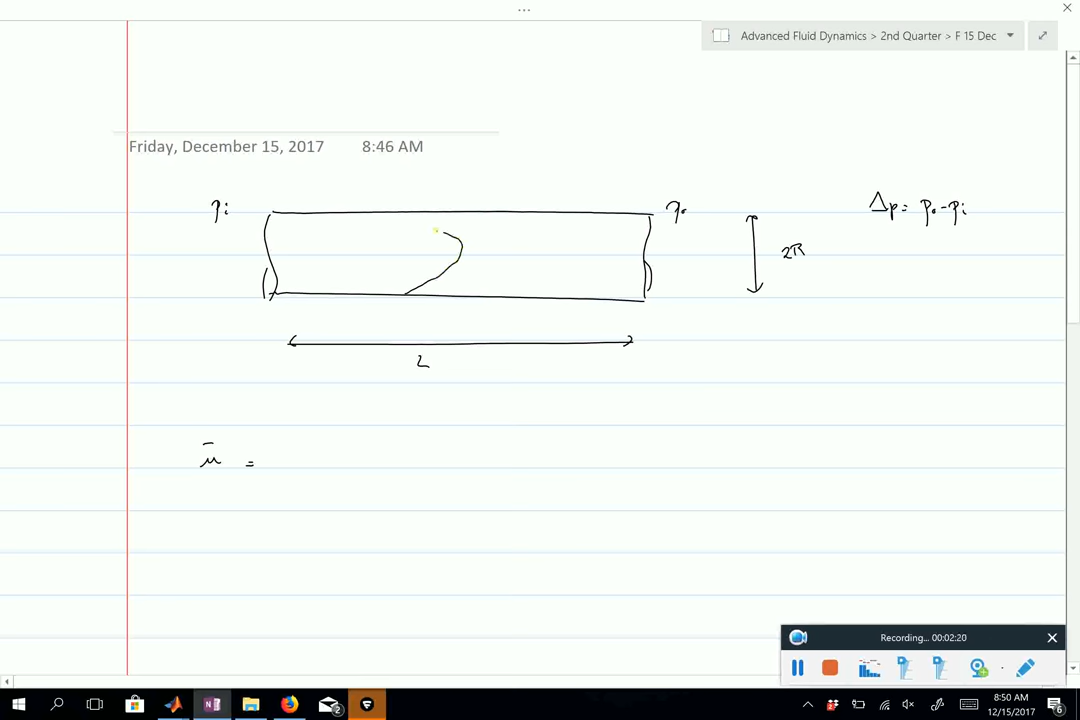 Advanced Fluid Dynamics > 2nd Quarter > F 15 Dec
Friday, December 15, 2017 8:46 AM
pi
po
Δp = po - pi
2R
L
ū =
Recording... 00:02:20
8:50 AM
12/15/2017